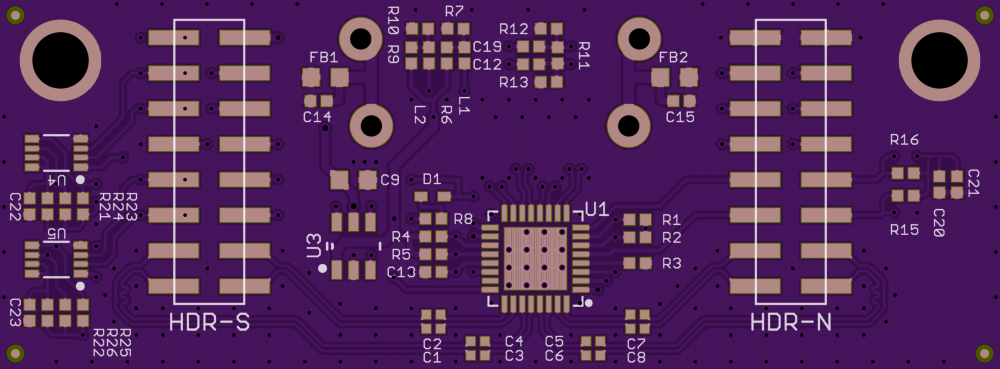 R10
R7
R9
R12
C19
C12
R13
R11
FB1
FB2
C14
L2
R6
L1
C15
U4
C22
R21
R24
R23
C9
D1
R8
R4
R5
C13
U3
U1
R1
R2
R3
R16
R15
C21
C20
U5
C23
R22
R26
R25
HDR-S
HDR-N
C2
C1
C4
C3
C5
C6
C7
C8